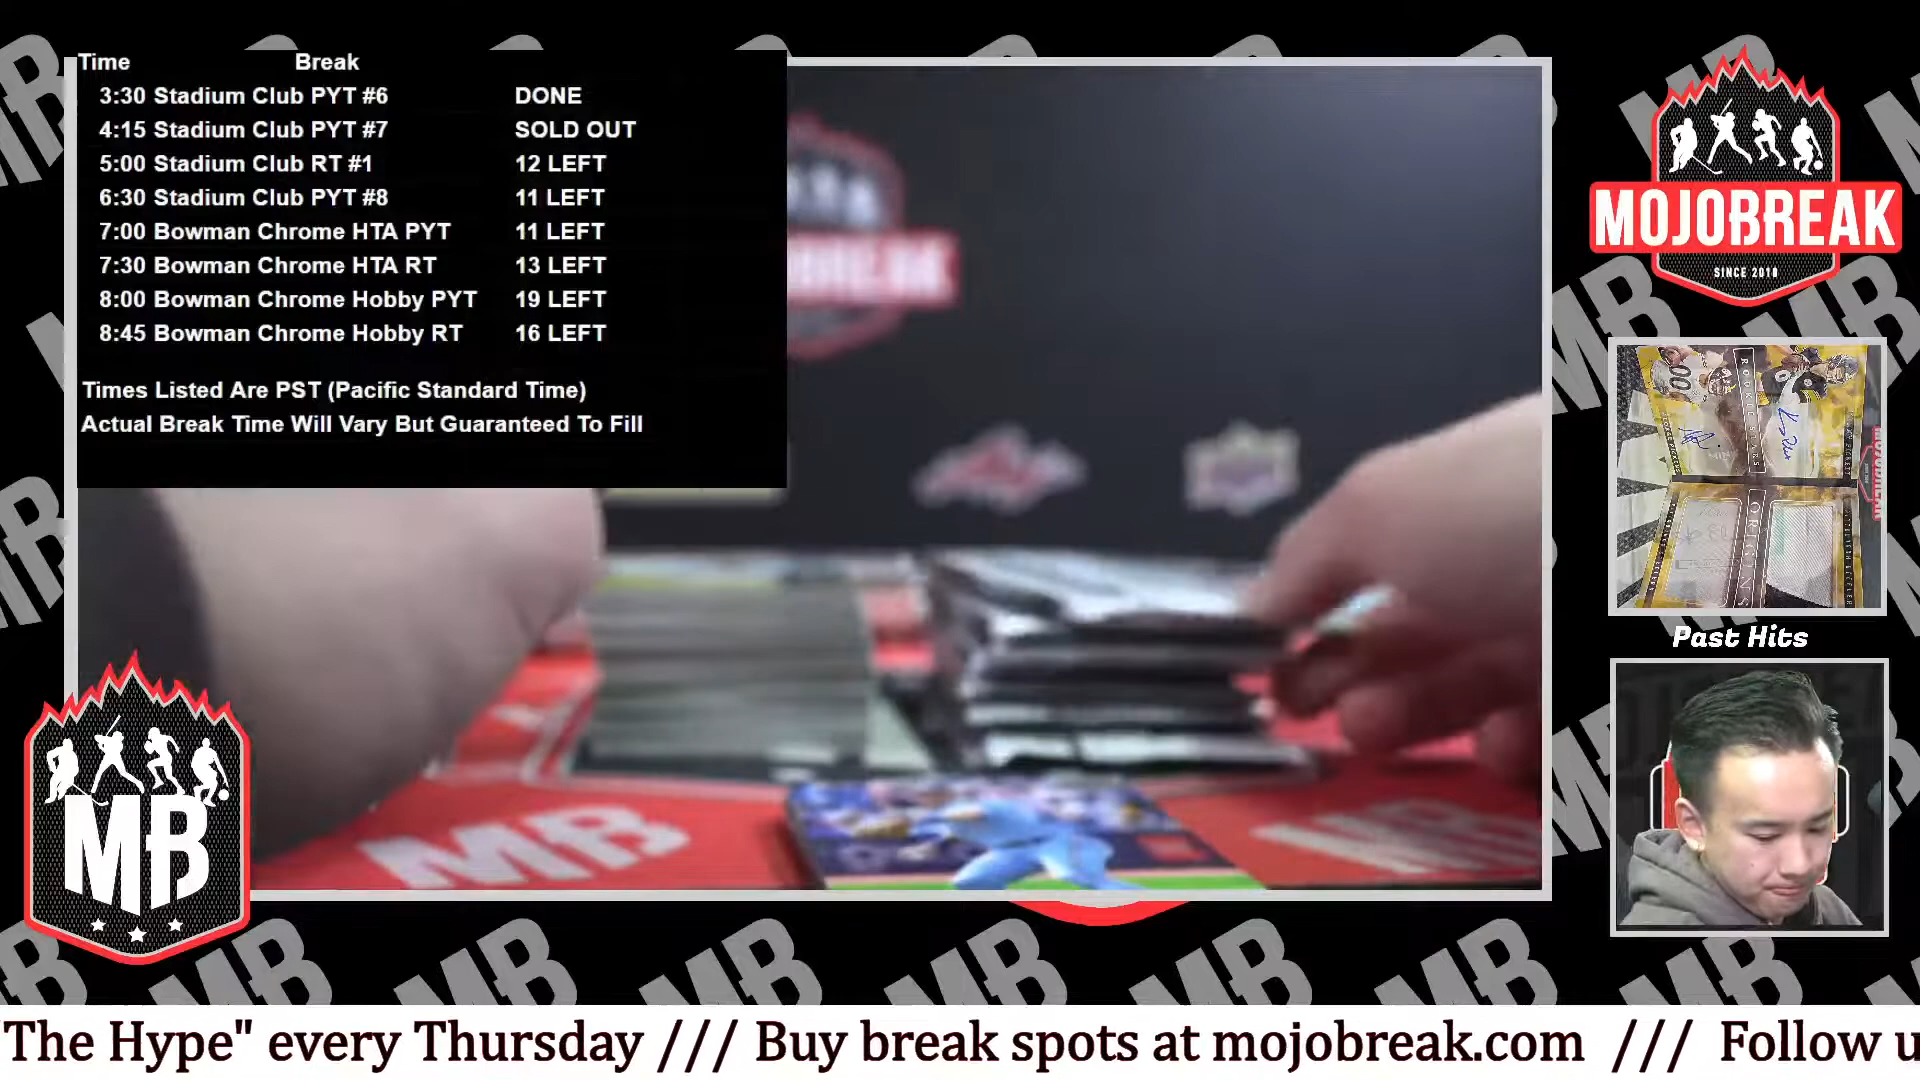 Time Break
3:30 Stadium Club PYT #6 DONE
4:15 Stadium Club PYT #7 SOLD OUT
5:00 Stadium Club RT #1 12 LEFT
6:30 Stadium Club PYT #8 11 LEFT
7:00 Bowman Chrome HTA PYT 11 LEFT
7:30 Bowman Chrome HTA RT 13 LEFT
8:00 Bowman Chrome Hobby PYT 19 LEFT
8:45 Bowman Chrome Hobby RT 16 LEFT
Times Listed Are PST (Pacific Standard Time)
Actual Break Time Will Vary But Guaranteed To Fill
MOJOBREAK
SINCE 2010
ROOKIE STARS
ORIGINS
Past Hits
MB
MB
"The Hype" every Thursday /// Buy break spots at mojobreak.com /// Follow u